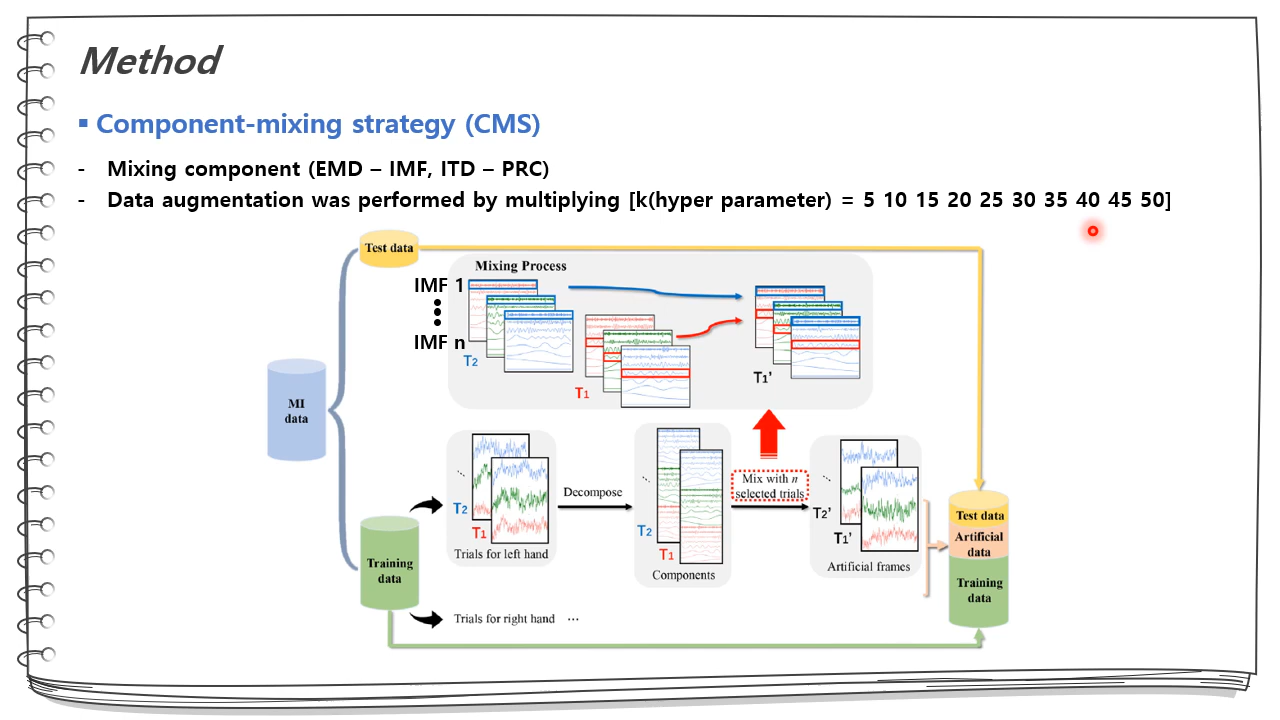 Method
▪ Component-mixing strategy (CMS)
- Mixing component (EMD – IMF, ITD – PRC)
- Data augmentation was performed by multiplying [k(hyper parameter) = 5 10 15 20 25 30 35 40 45 50]
Test data
Mixing Process
IMF 1
IMF n
T2
T1
T1’
MI
data
Training
data
T2
T1
Trials for left hand
Decompose
T2
T1
Components
Mix with n
selected trials
T2’
T1’
Artificial frames
Test data
Artificial
data
Training
data
Trials for right hand ...